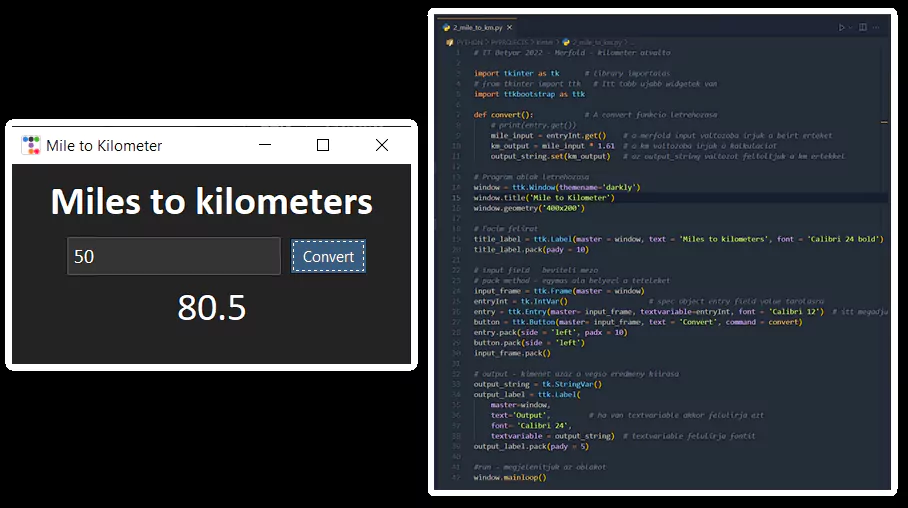 Mile to Kilometer
Miles to kilometers
50
Convert
80.5
2_mile_to_km.py
PYTHON > PYPROJECTS > tkinter > 2_mile_to_km.py
# IT Betyar 2022 - Merfold - kilometer atvalto
import tkinter as tk # library importalas
# from tkinter import ttk # itt tobb ujabb widgetek van
import ttkbootstrap as ttk
def convert(): # A convert funkcio letrehozasa
# print(entry.get())
mile_input = entryInt.get() # a merfold input valtozoba irjuk a beirt erteket
km_output = mile_input * 1.61 # a km valtozoba irjuk a kalkulaciot
output_string.set(km_output) # az output_string valtozot feltoltjuk a km ertekkel
# Program ablak letrehozasa
window = ttk.Window(themename='darkly')
window.title('Mile to Kilometer')
window.geometry('400x200')
# focim felirat
title_label = ttk.Label(master = window, text = 'Miles to kilometers', font = 'Calibri 24 bold')
title_label.pack(pady = 10)
# input field - beviteli mezo
# pack method - egymas ala helyezi a teteleket
input_frame = ttk.Frame(master = window)
entryInt = tk.IntVar() # spec object entry field value tarolasra
entry = ttk.Entry(master= input_frame, textvariable=entryInt, font = 'Calibri 12') # itt megadju
button = ttk.Button(master= input_frame, text = 'Convert', command = convert)
entry.pack(side = 'left', padx = 10)
button.pack(side = 'left')
input_frame.pack()
# output - kimenet azaz a vegso eredmeny kiirasa
output_string = tk.StringVar()
output_label = ttk.Label(
master=window,
text='Output', # ha van textvariable akkor felulirja ezt
font= 'Calibri 24',
textvariable = output_string) # textvariable felulirja fontit
output_label.pack(pady = 5)
#run - megjelenitjuk az ablakot
window.mainloop()